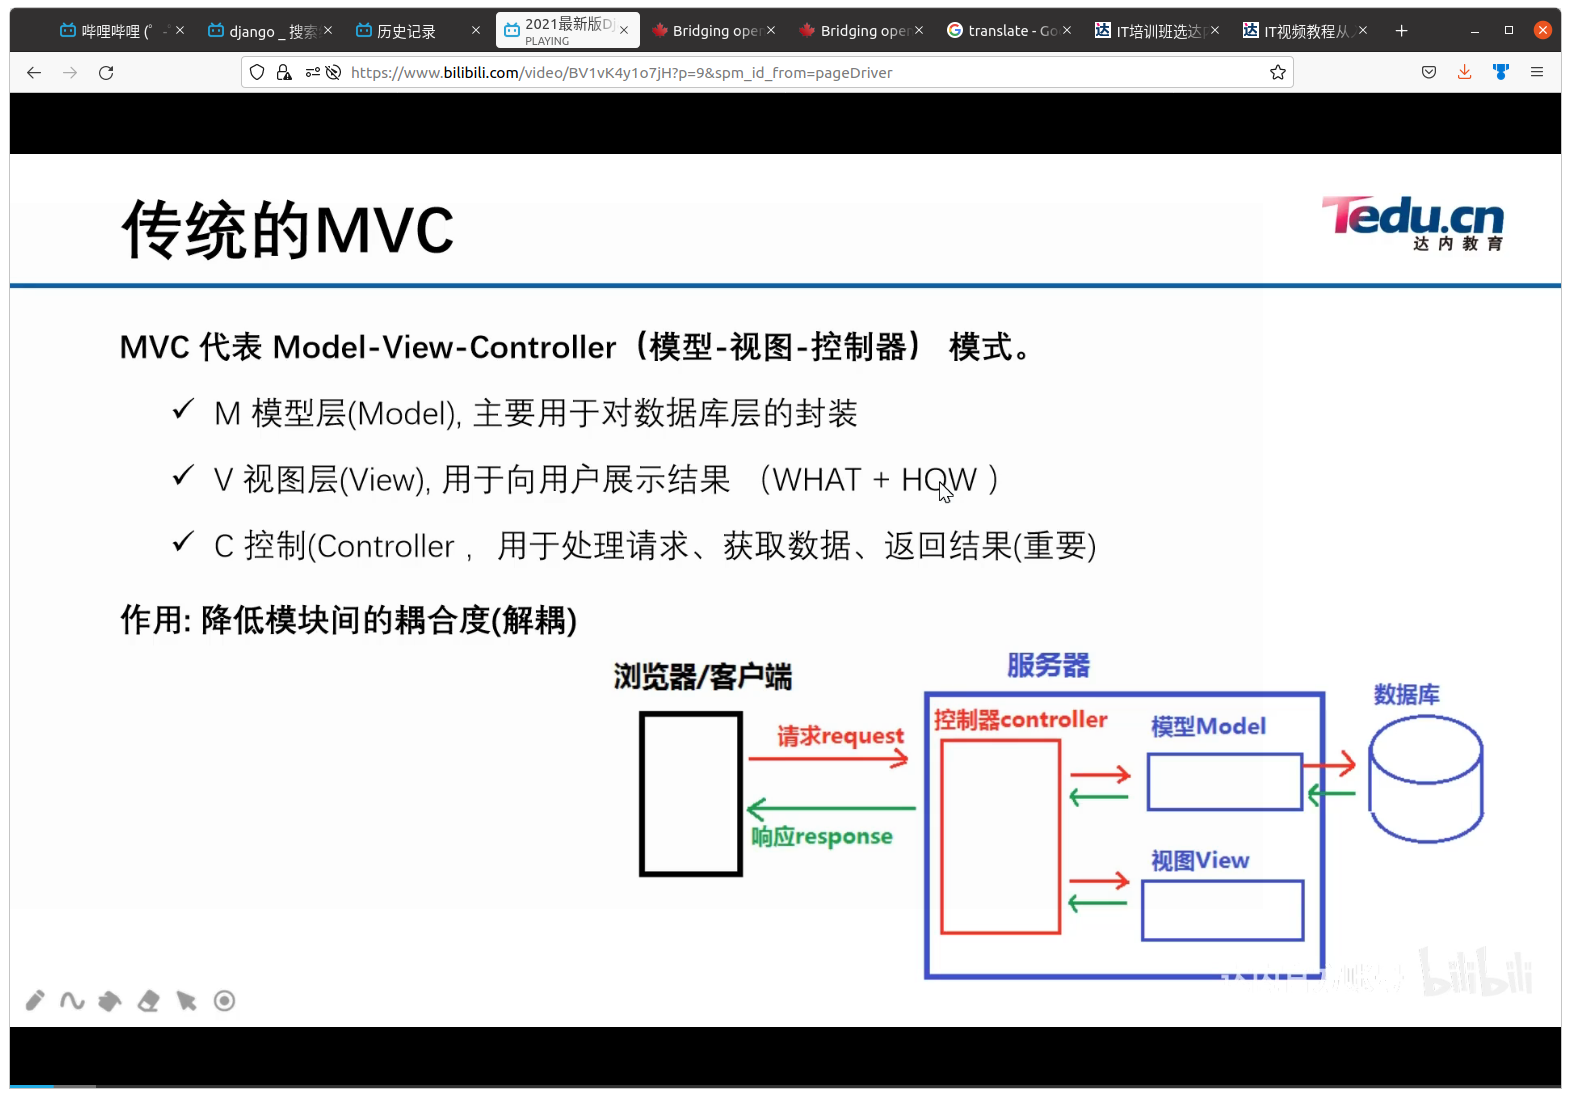 哔哩哔哩 (゜-
django _ 搜索
历史记录
2021最新版Dj
PLAYING
Bridging oper
Bridging oper
translate - Go
IT培训班选达
IT视频教程从
https://www.bilibili.com/video/BV1vK4y1o7jH?p=9&spm_id_from=pageDriver
传统的MVC
Tedu.cn
达内教育
MVC 代表 Model-View-Controller（模型-视图-控制器） 模式。
✓ M 模型层(Model), 主要用于对数据库层的封装
✓ V 视图层(View), 用于向用户展示结果 （WHAT + HOW ）
✓ C 控制(Controller ， 用于处理请求、获取数据、返回结果(重要)
作用: 降低模块间的耦合度(解耦)
浏览器/客户端
服务器
数据库
请求request
控制器controller
模型Model
响应response
视图View
bilibili